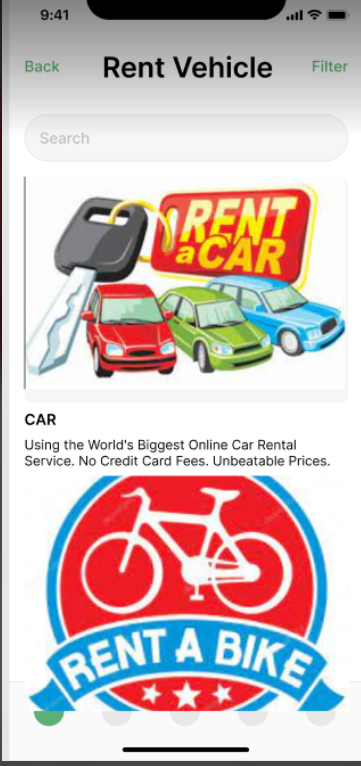 9:41
Back Rent Vehicle Filter
Search
RENT
a CAR
CAR
Using the World's Biggest Online Car Rental
Service. No Credit Card Fees. Unbeatable Prices.
RENT A BIKE